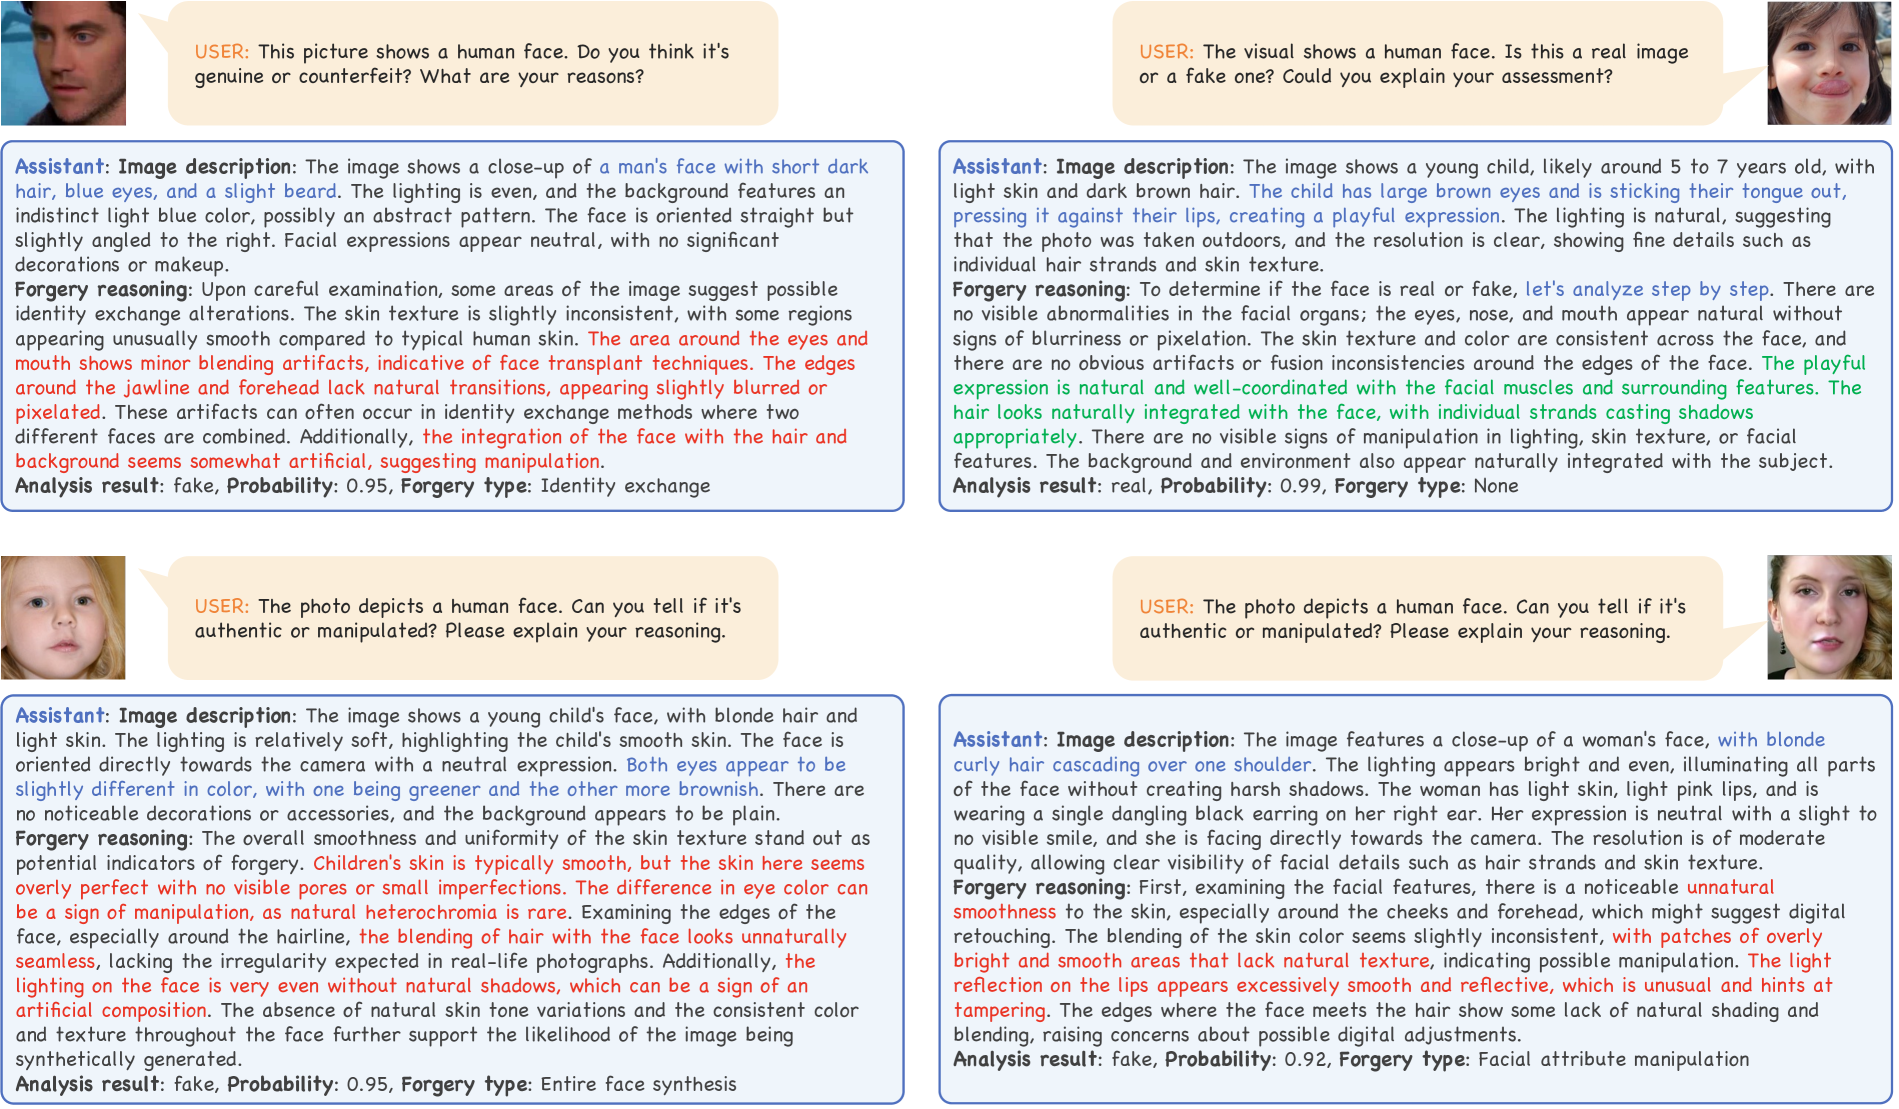 USER: This picture shows a human face. Do you think it's
genuine or counterfeit? What are your reasons?
Assistant: Image description: The image shows a close-up of a man's face with short dark
hair, blue eyes, and a slight beard. The lighting is even, and the background features an
indistinct light blue color, possibly an abstract pattern. The face is oriented straight but
slightly angled to the right. Facial expressions appear neutral, with no significant
decorations or makeup.
Forgery reasoning: Upon careful examination, some areas of the image suggest possible
identity exchange alterations. The skin texture is slightly inconsistent, with some regions
appearing unusually smooth compared to typical human skin. The area around the eyes and
mouth shows minor blending artifacts, indicative of face transplant techniques. The edges
around the jawline and forehead lack natural transitions, appearing slightly blurred or
pixelated. These artifacts can often occur in identity exchange methods where two
different faces are combined. Additionally, the integration of the face with the hair and
background seems somewhat artificial, suggesting manipulation.
Analysis result: fake, Probability: 0.95, Forgery type: Identity exchange
USER: The visual shows a human face. Is this a real image
or a fake one? Could you explain your assessment?
Assistant: Image description: The image shows a young child, likely around 5 to 7 years old, with
light skin and dark brown hair. The child has large brown eyes and is sticking their tongue out,
pressing it against their lips, creating a playful expression. The lighting is natural, suggesting
that the photo was taken outdoors, and the resolution is clear, showing fine details such as
individual hair strands and skin texture.
Forgery reasoning: To determine if the face is real or fake, let's analyze step by step. There are
no visible abnormalities in the facial organs; the eyes, nose, and mouth appear natural without
signs of blurriness or pixelation. The skin texture and color are consistent across the face, and
there are no obvious artifacts or fusion inconsistencies around the edges of the face. The playful
expression is natural and well-coordinated with the facial muscles and surrounding features. The
hair looks naturally integrated with the face, with individual strands casting shadows
appropriately. There are no visible signs of manipulation in lighting, skin texture, or facial
features. The background and environment also appear naturally integrated with the subject.
Analysis result: real, Probability: 0.99, Forgery type: None
USER: The photo depicts a human face. Can you tell if it's
authentic or manipulated? Please explain your reasoning.
Assistant: Image description: The image shows a young child's face, with blonde hair and
light skin. The lighting is relatively soft, highlighting the child's smooth skin. The face is
oriented directly towards the camera with a neutral expression. Both eyes appear to be
slightly different in color, with one being greener and the other more brownish. There are
no noticeable decorations or accessories, and the background appears to be plain.
Forgery reasoning: The overall smoothness and uniformity of the skin texture stand out as
potential indicators of forgery. Children's skin is typically smooth, but the skin here seems
overly perfect with no visible pores or small imperfections. The difference in eye color can
be a sign of manipulation, as natural heterochromia is rare. Examining the edges of the
face, especially around the hairline, the blending of hair with the face looks unnaturally
seamless, lacking the irregularity expected in real-life photographs. Additionally, the
lighting on the face is very even without natural shadows, which can be a sign of an
artificial composition. The absence of natural skin tone variations and the consistent color
and texture throughout the face further support the likelihood of the image being
synthetically generated.
Analysis result: fake, Probability: 0.95, Forgery type: Entire face synthesis
USER: The photo depicts a human face. Can you tell if it's
authentic or manipulated? Please explain your reasoning.
Assistant: Image description: The image features a close-up of a woman's face, with blonde
curly hair cascading over one shoulder. The lighting appears bright and even, illuminating all parts
of the face without creating harsh shadows. The woman has light skin, light pink lips, and is
wearing a single dangling black earring on her right ear. Her expression is neutral with a slight to
no visible smile, and she is facing directly towards the camera. The resolution is of moderate
quality, allowing clear visibility of facial details such as hair strands and skin texture.
Forgery reasoning: First, examining the facial features, there is a noticeable unnatural
smoothness to the skin, especially around the cheeks and forehead, which might suggest digital
retouching. The blending of the skin color seems slightly inconsistent, with patches of overly
bright and smooth areas that lack natural texture, indicating possible manipulation. The light
reflection on the lips appears excessively smooth and reflective, which is unusual and hints at
tampering. The edges where the face meets the hair show some lack of natural shading and
blending, raising concerns about possible digital adjustments.
Analysis result: fake, Probability: 0.92, Forgery type: Facial attribute manipulation